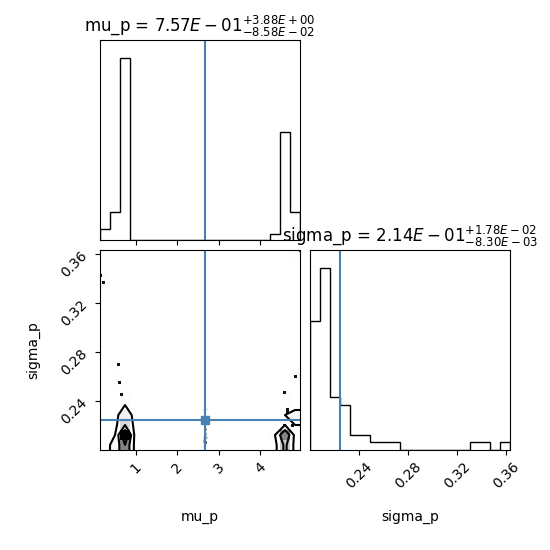 mu_p = 7.57E − 01+3.88E+00−8.58E−02
sigma_p = 2.14E − 01+1.78E−02−8.30E−03
0.36
0.32
0.28
0.24
sigma_p
1 2 3 4
0.24 0.28 0.32 0.36
mu_p
sigma_p